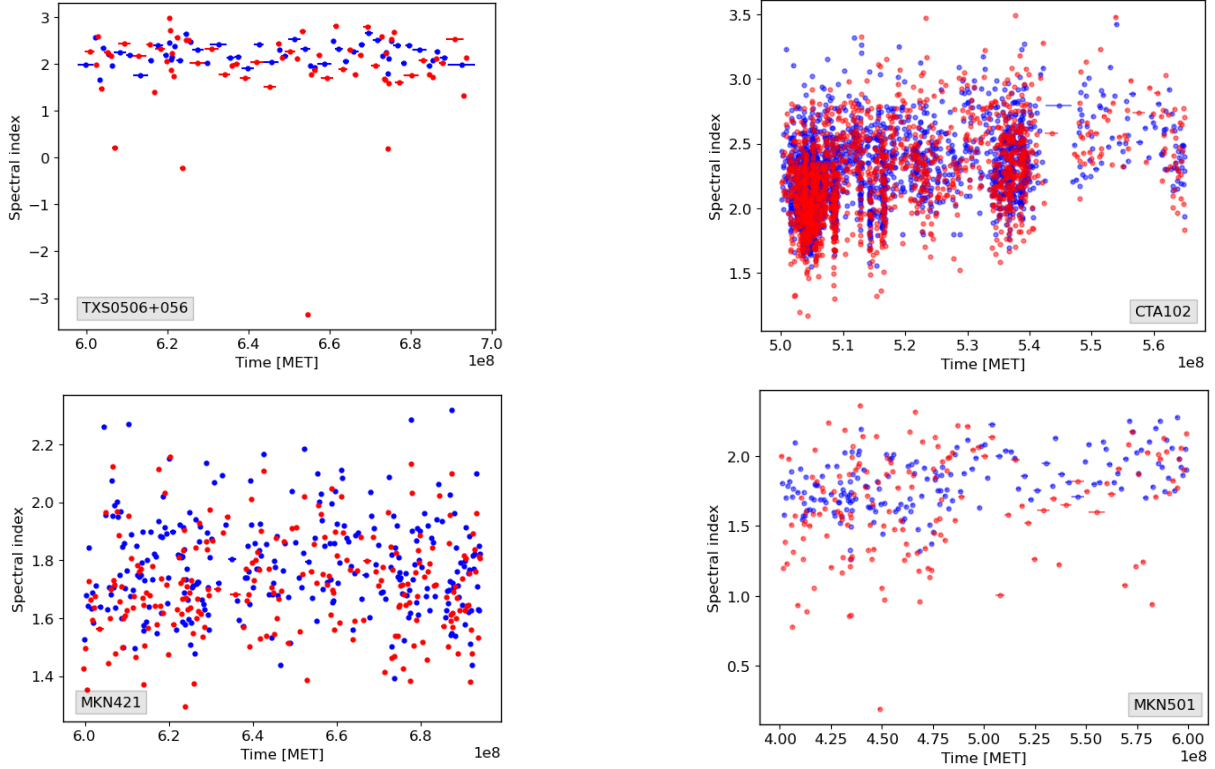 3
2
1
0
−1
−2
−3
Spectral index
TXS0506+056
6.0 6.2 6.4 6.6 6.8 7.0
Time [MET]
1e8
3.5
3.0
2.5
2.0
1.5
Spectral index
CTA102
5.0 5.1 5.2 5.3 5.4 5.5 5.6
Time [MET]
1e8
2.2
2.0
1.8
1.6
1.4
Spectral index
MKN421
6.0 6.2 6.4 6.6 6.8
Time [MET]
1e8
2.0
1.5
1.0
0.5
Spectral index
MKN501
4.00 4.25 4.50 4.75 5.00 5.25 5.50 5.75 6.00
Time [MET]
1e8